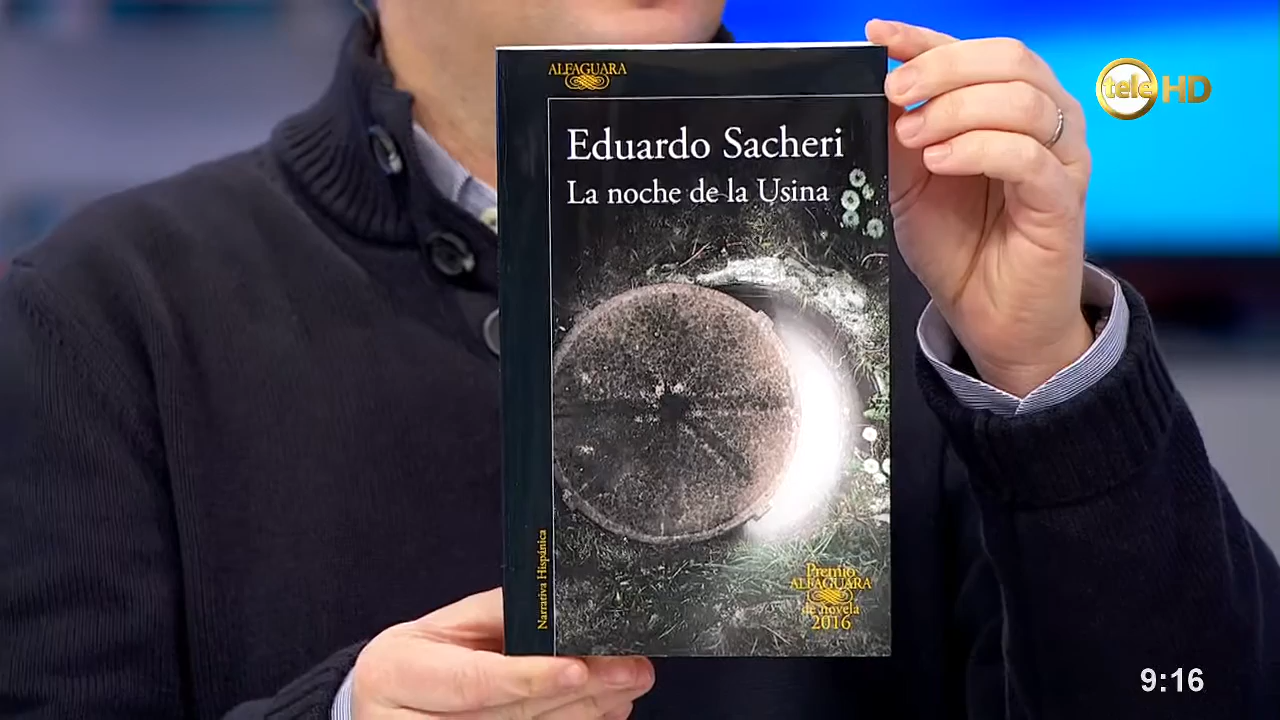 ALFAGUARA
Eduardo Sacheri
La noche de la Usina
Narrativa Hispánica
Premio
ALFAGUARA
de novela
2016
tele HD
9:16